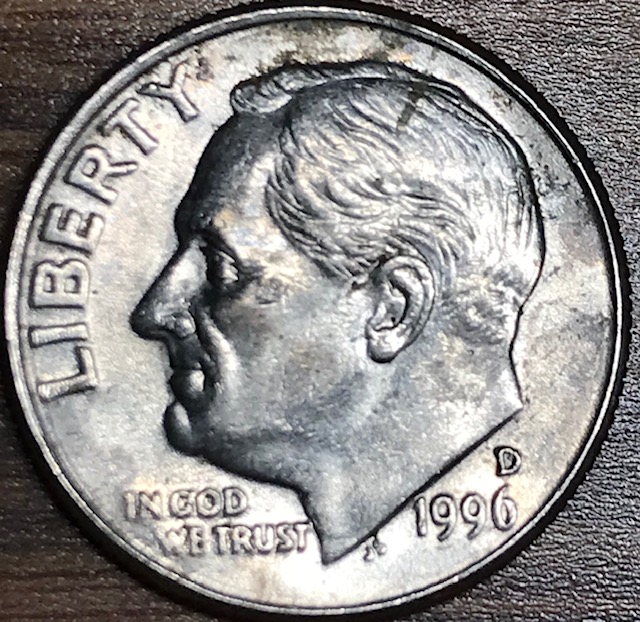 LIBERTY
IN GOD
WE TRUST
D
1996